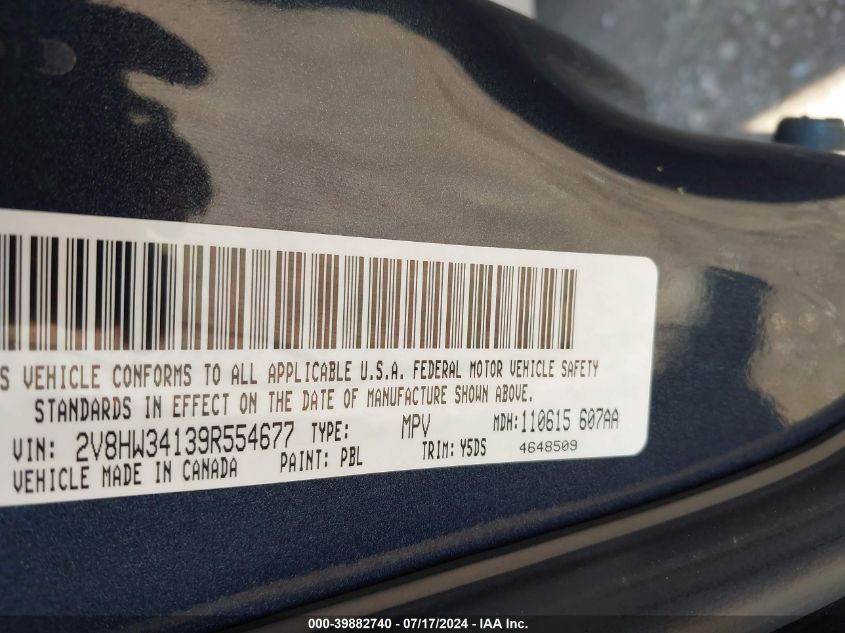 S VEHICLE CONFORMS TO ALL APPLICABLE U.S.A. FEDERAL MOTOR VEHICLE SAFETY
STANDARDS IN EFFECT ON THE DATE OF MANUFACTURE SHOWN ABOVE.
VIN: 2V8HW34139R554677 TYPE: MPV MDH: 110615 607AA
VEHICLE MADE IN CANADA PAINT: PBL TRIM: Y5DS 4648509
000-39882740 - 07/17/2024 - IAA Inc.